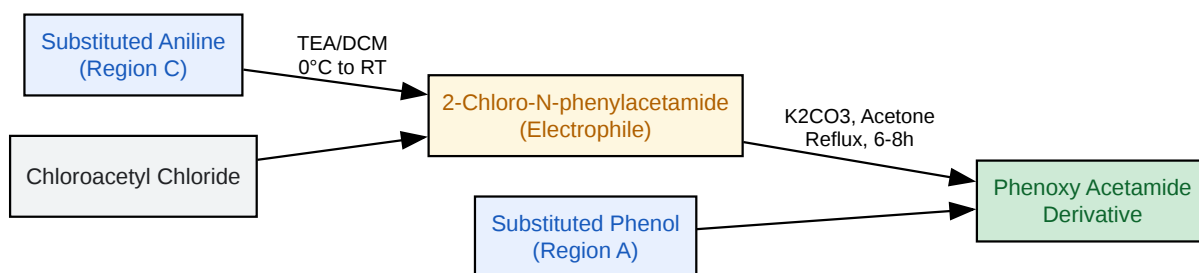 Substituted Aniline
(Region C)
TEA/DCM
0°C to RT
2-Chloro-N-phenylacetamide
(Electrophile)
Chloroacetyl Chloride
K2CO3, Acetone
Reflux, 6-8h
Substituted Phenol
(Region A)
Phenoxy Acetamide
Derivative